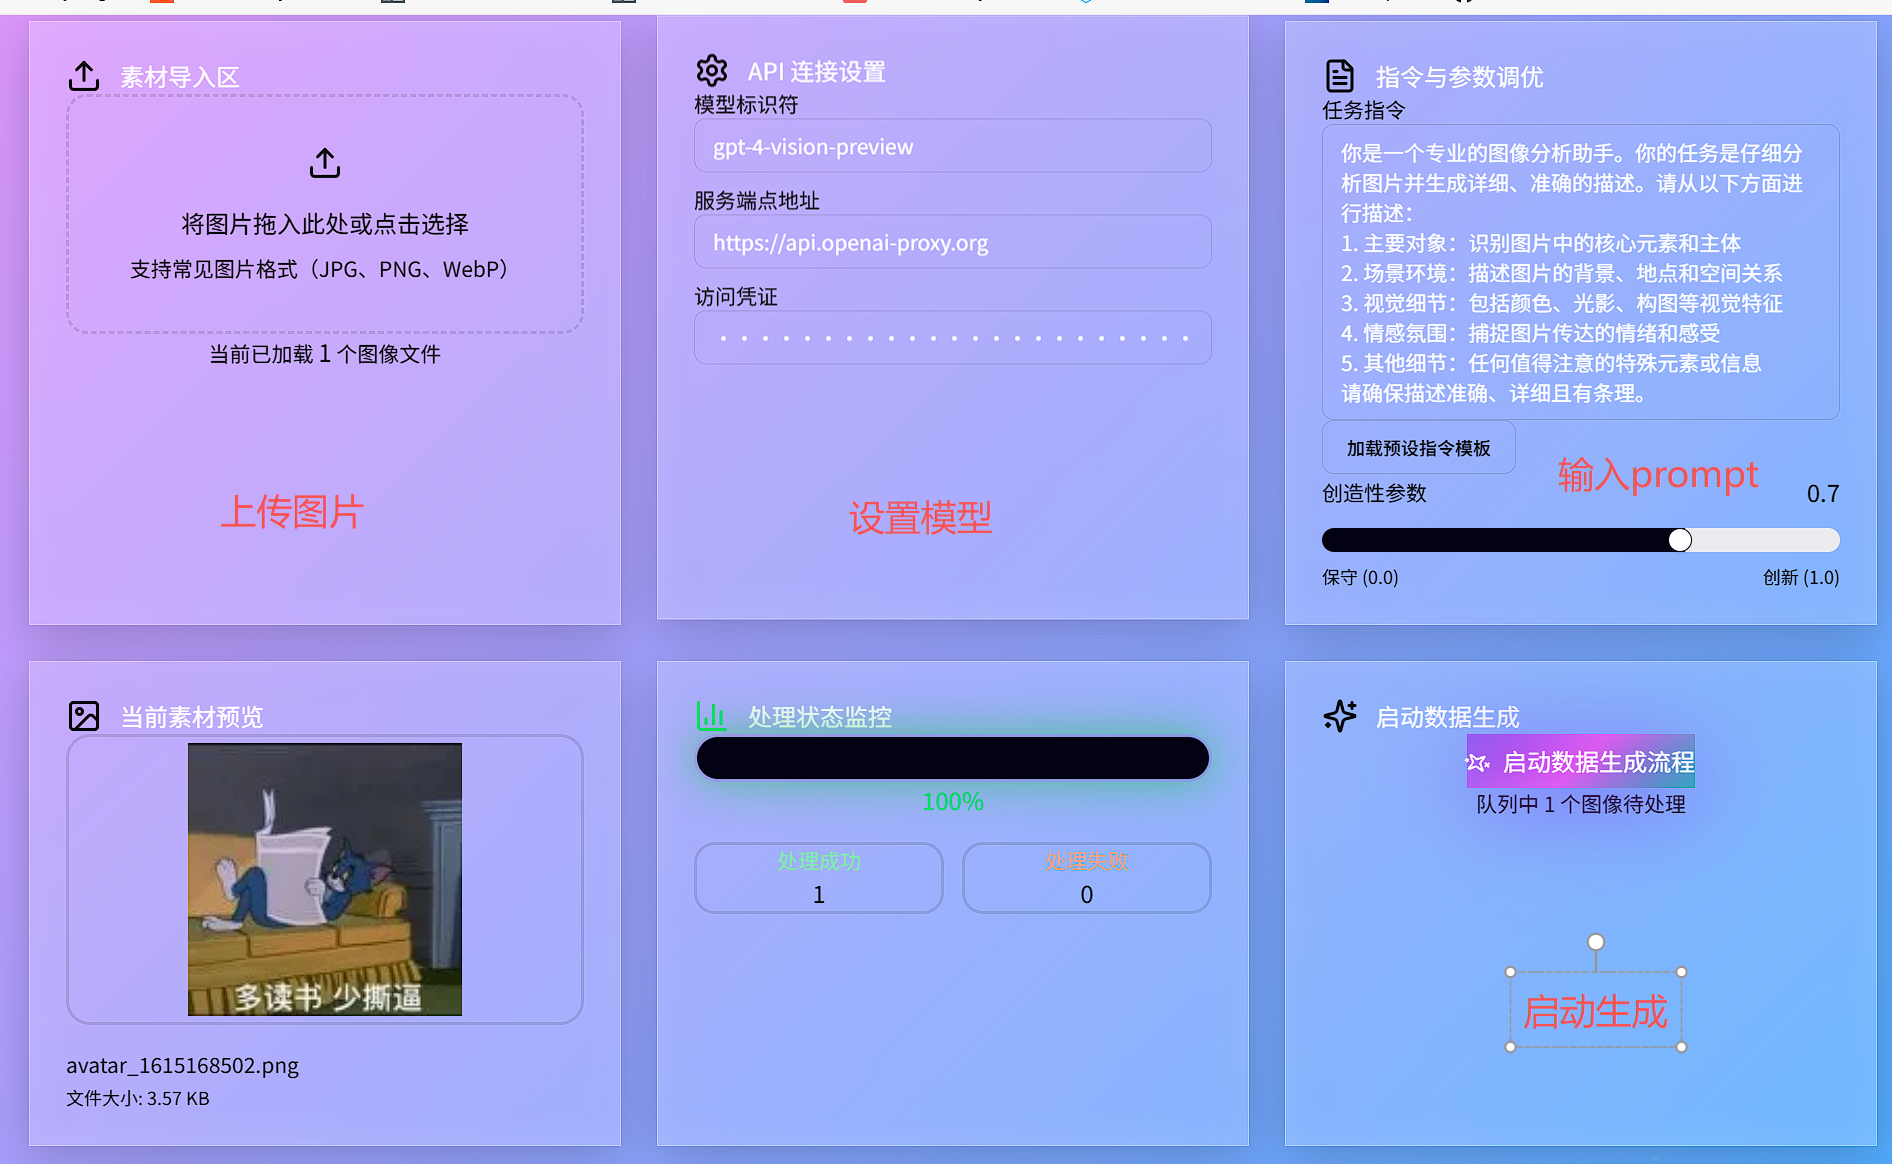 素材导入区
将图片拖入此处或点击选择
支持常见图片格式（JPG、PNG、WebP）
当前已加载 1 个图像文件
上传图片
API 连接设置
模型标识符
gpt-4-vision-preview
服务端点地址
https://api.openai-proxy.org
访问凭证
设置模型
指令与参数调优
任务指令
你是一个专业的图像分析助手。你的任务是仔细分
析图片并生成详细、准确的描述。请从以下方面进
行描述：
1. 主要对象：识别图片中的核心元素和主体
2. 场景环境：描述图片的背景、地点和空间关系
3. 视觉细节：包括颜色、光影、构图等视觉特征
4. 情感氛围：捕捉图片传达的情绪和感受
5. 其他细节：任何值得注意的特殊元素或信息
请确保描述准确、详细且有条理。
加载预设指令模板
输入prompt
创造性参数
0.7
保守 (0.0)
创新 (1.0)
当前素材预览
多读书 少撕逼
avatar_1615168502.png
文件大小: 3.57 KB
处理状态监控
100%
处理成功
1
处理失败
0
启动数据生成
启动数据生成流程
队列中 1 个图像待处理
启动生成